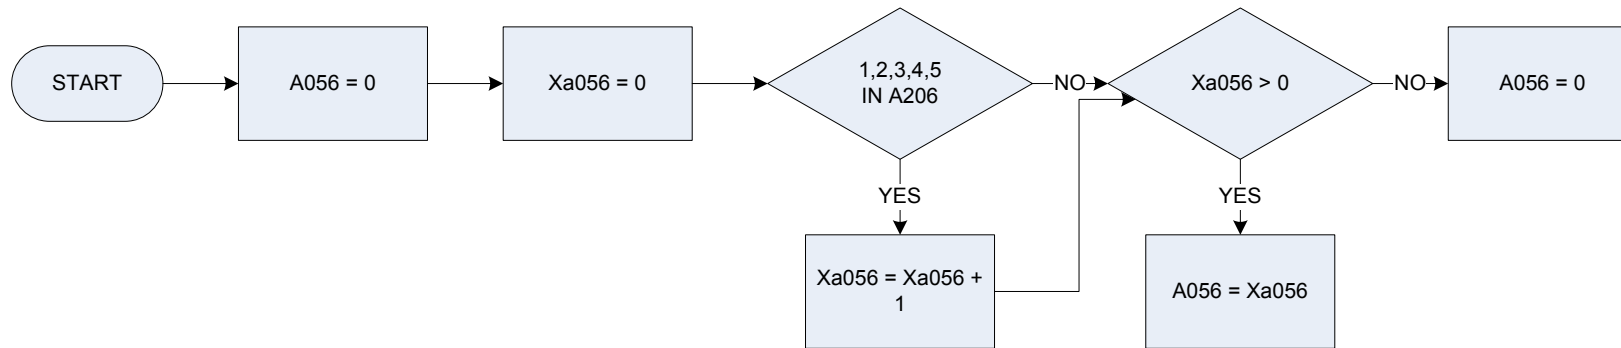 START
A056 = 0
Xa056 = 0
1,2,3,4,5
IN A206
NO
Xa056 > 0
NO
A056 = 0
YES
YES
Xa056 = Xa056 +
1
A056 = Xa056